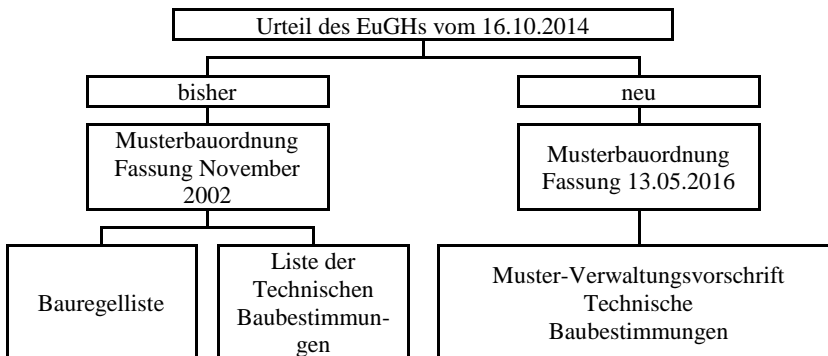 Urteil des EuGHs vom 16.10.2014
bisher
neu
Musterbauordnung
Fassung November
2002
Musterbauordnung
Fassung 13.05.2016
Bauregelliste
Liste der
Technischen
Baubestimmun-
gen
Muster-Verwaltungsvorschrift
Technische
Baubestimmungen